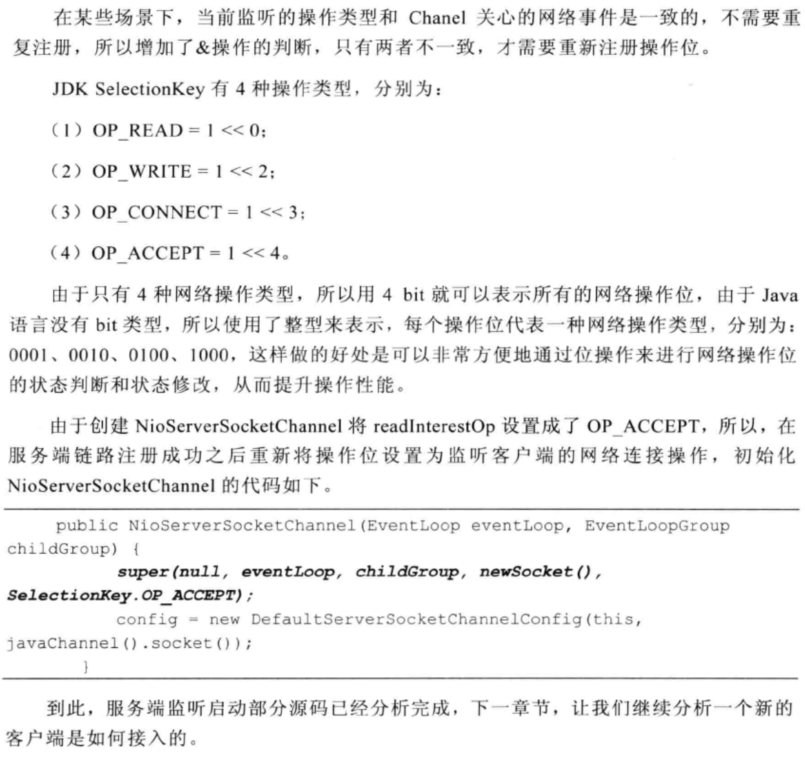 在某些场景下，当前监听的操作类型和 Chanel 关心的网络事件是一致的，不需要重
复注册，所以增加了&操作的判断，只有两者不一致，才需要重新注册操作位。
JDK SelectionKey 有 4 种操作类型，分别为：
（1）OP_READ = 1 << 0;
（2）OP_WRITE = 1 << 2;
（3）OP_CONNECT = 1 << 3;
（4）OP_ACCEPT = 1 << 4。
由于只有 4 种网络操作类型，所以用 4 bit 就可以表示所有的网络操作位，由于 Java
语言没有 bit 类型，所以使用了整型来表示，每个操作位代表一种网络操作类型，分别为：
0001、0010、0100、1000，这样做的好处是可以非常方便地通过位操作来进行网络操作位
的状态判断和状态修改，从而提升操作性能。
由于创建 NioServerSocketChannel 将 readInterestOp 设置成了 OP_ACCEPT，所以，在
服务端链路注册成功之后重新将操作位设置为监听客户端的网络连接操作，初始化
NioServerSocketChannel 的代码如下。
public NioServerSocketChannel(EventLoop eventLoop, EventLoopGroup
childGroup) {
super(null, eventLoop, childGroup, newSocket(),
SelectionKey.OP_ACCEPT);
config = new DefaultServerSocketChannelConfig(this,
javaChannel().socket());
}
到此，服务端监听启动部分源码已经分析完成，下一章节，让我们继续分析一个新的
客户端是如何接入的。